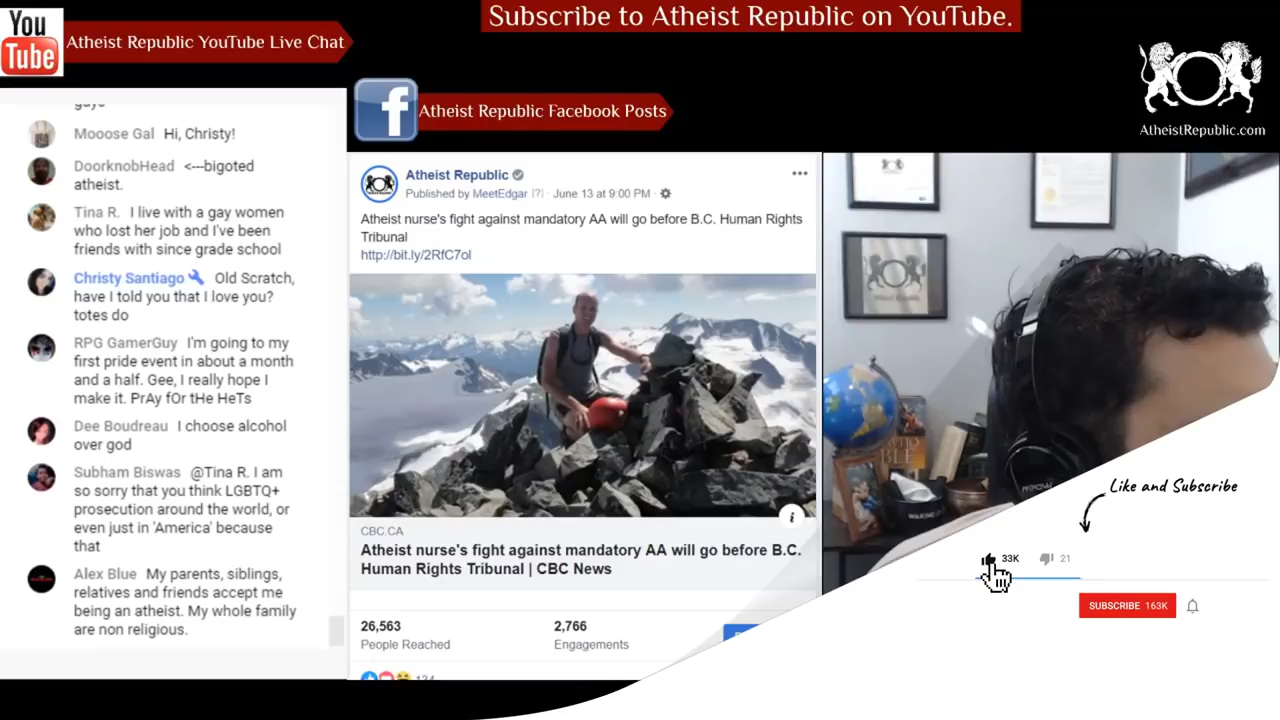 Subscribe to Atheist Republic on YouTube.
You
Tube
Atheist Republic YouTube Live Chat
AtheistRepublic.com
Atheist Republic Facebook Posts
guys
Mooose Gal Hi, Christy!
DoorknobHead <---bigoted
atheist.
Tina R. I live with a gay women
who lost her job and I've been
friends with since grade school
Christy Santiago Old Scratch,
have I told you that I love you?
totes do
RPG GamerGuy I'm going to my
first pride event in about a month
and a half. Gee, I really hope I
make it. PrAy fOr tHe HeTs
Dee Boudreau I choose alcohol
over god
Subham Biswas @Tina R. I am
so sorry that you think LGBTQ+
prosecution around the world, or
even just in 'America' because
that
Alex Blue My parents, siblings,
relatives and friends accept me
being an atheist. My whole family
are non religious.
Atheist Republic
Published by MeetEdgar [?] · June 13 at 9:00 PM ·
Atheist nurse's fight against mandatory AA will go before B.C. Human Rights
Tribunal
http://bit.ly/2RfC7ol
CBC.CA
Atheist nurse's fight against mandatory AA will go before B.C.
Human Rights Tribunal | CBC News
26,563
People Reached
2,766
Engagements
134
Like and Subscribe
33K
21
SUBSCRIBE 163K